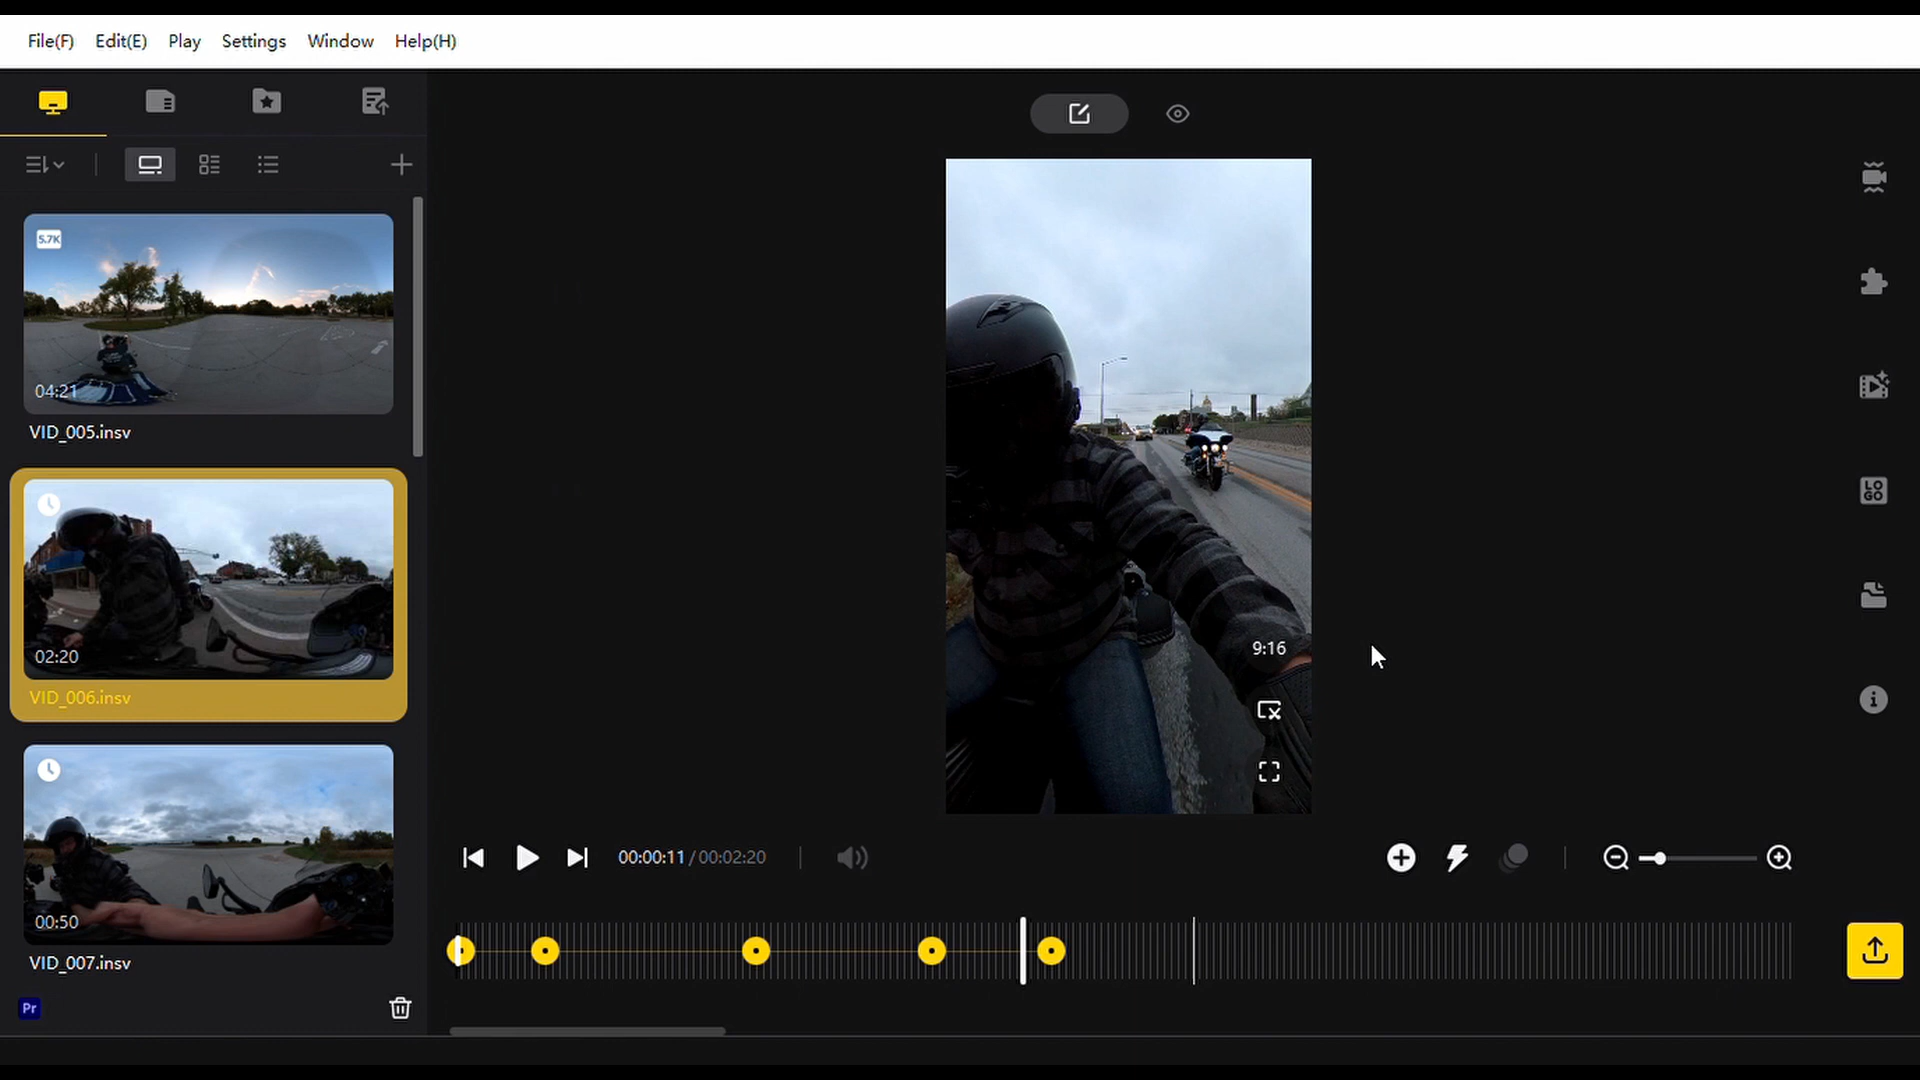 File(F) Edit(E) Play Settings Window Help(H)
5.7K
04:21
VID_005.insv
02:20
VID_006.insv
00:50
VID_007.insv
Pr
9:16
00:00:11 / 00:02:20
LO
GO